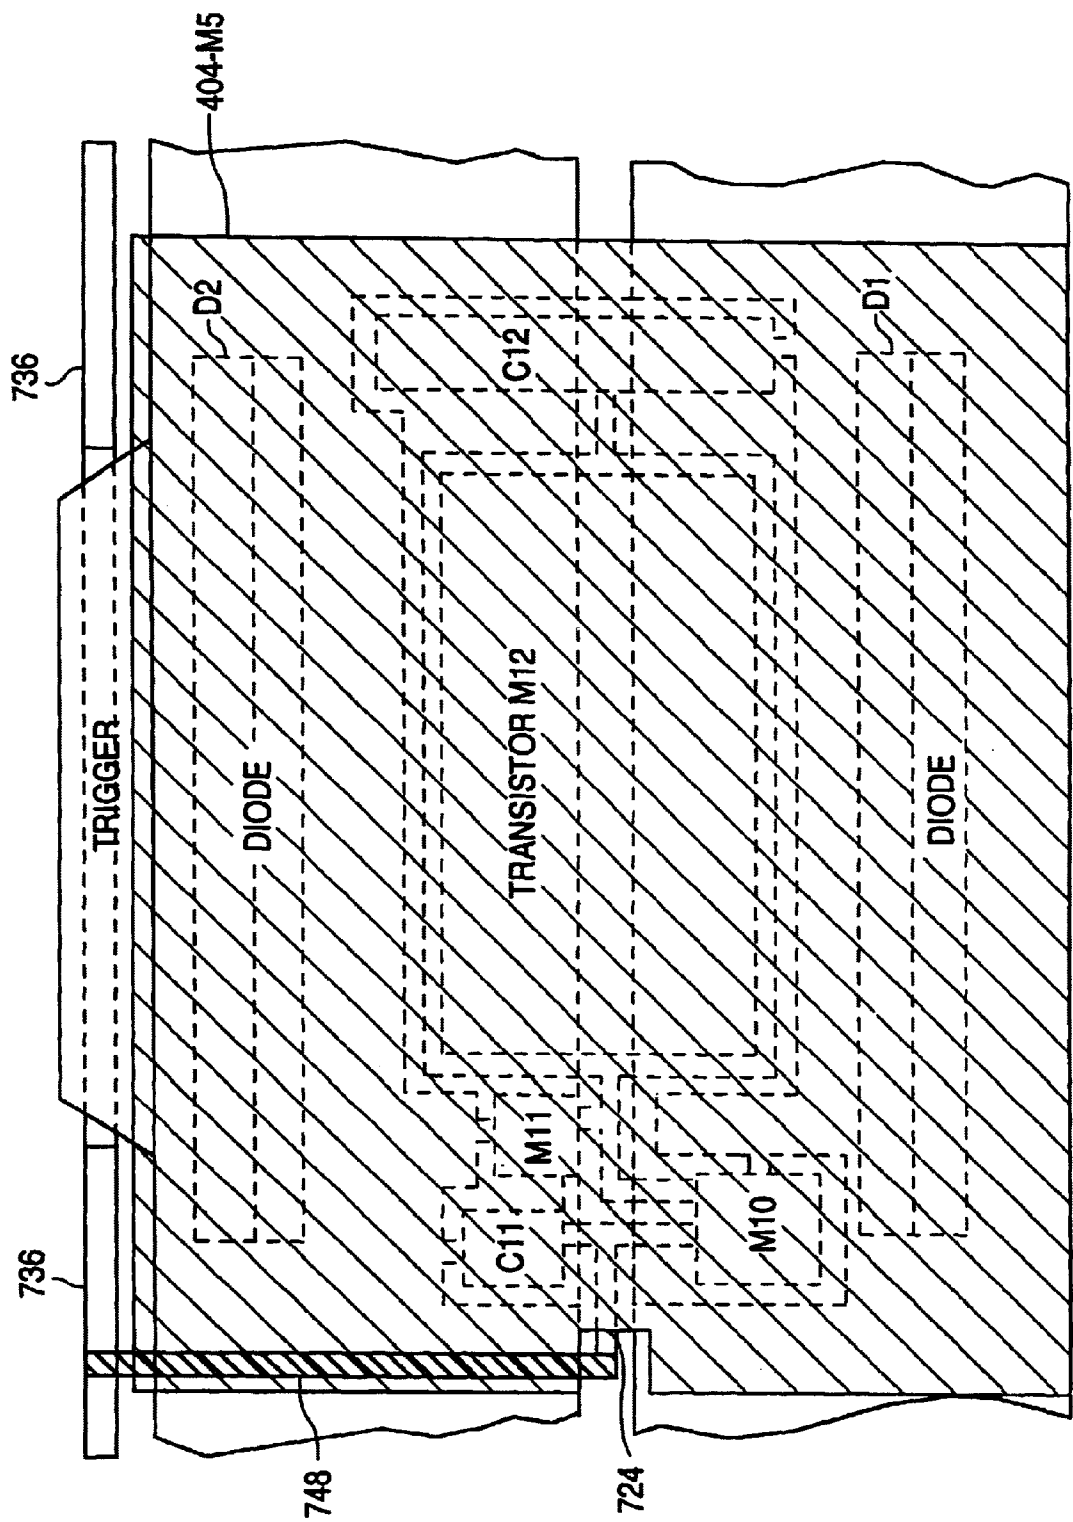 736
TRIGGER
736
404-M5
D2
DIODE
C12
TRANSISTOR M12
M11
C11
M10
D1
DIODE
748
724